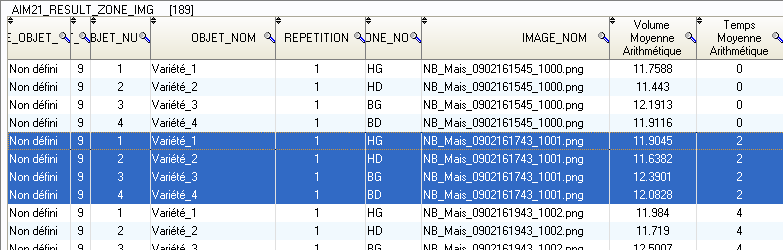 AIM21_RESULT_ZONE_IMG [189]
E_OBJET_ T_ BJET_NU OBJET_NOM REPETITION ONE_NO IMAGE_NOM Volume Moyenne Arithmétique Temps Moyenne Arithmétique
Non défini 9 1 Variété_1 1 HG NB_Mais_0902161545_1000.png 11.7588 0
Non défini 9 2 Variété_2 1 HD NB_Mais_0902161545_1000.png 11.443 0
Non défini 9 3 Variété_3 1 BG NB_Mais_0902161545_1000.png 12.1913 0
Non défini 9 4 Variété_4 1 BD NB_Mais_0902161545_1000.png 11.9116 0
Non défini 9 1 Variété_1 1 HG NB_Mais_0902161743_1001.png 11.9045 2
Non défini 9 2 Variété_2 1 HD NB_Mais_0902161743_1001.png 11.6382 2
Non défini 9 3 Variété_3 1 BG NB_Mais_0902161743_1001.png 12.3901 2
Non défini 9 4 Variété_4 1 BD NB_Mais_0902161743_1001.png 12.0828 2
Non défini 9 1 Variété_1 1 HG NB_Mais_0902161943_1002.png 11.984 4
Non défini 9 2 Variété_2 1 HD NB_Mais_0902161943_1002.png 11.719 4
Non défini 9 3 Variété_3 1 BG NB_Mais_0902161943_1002.png 12.5007 4